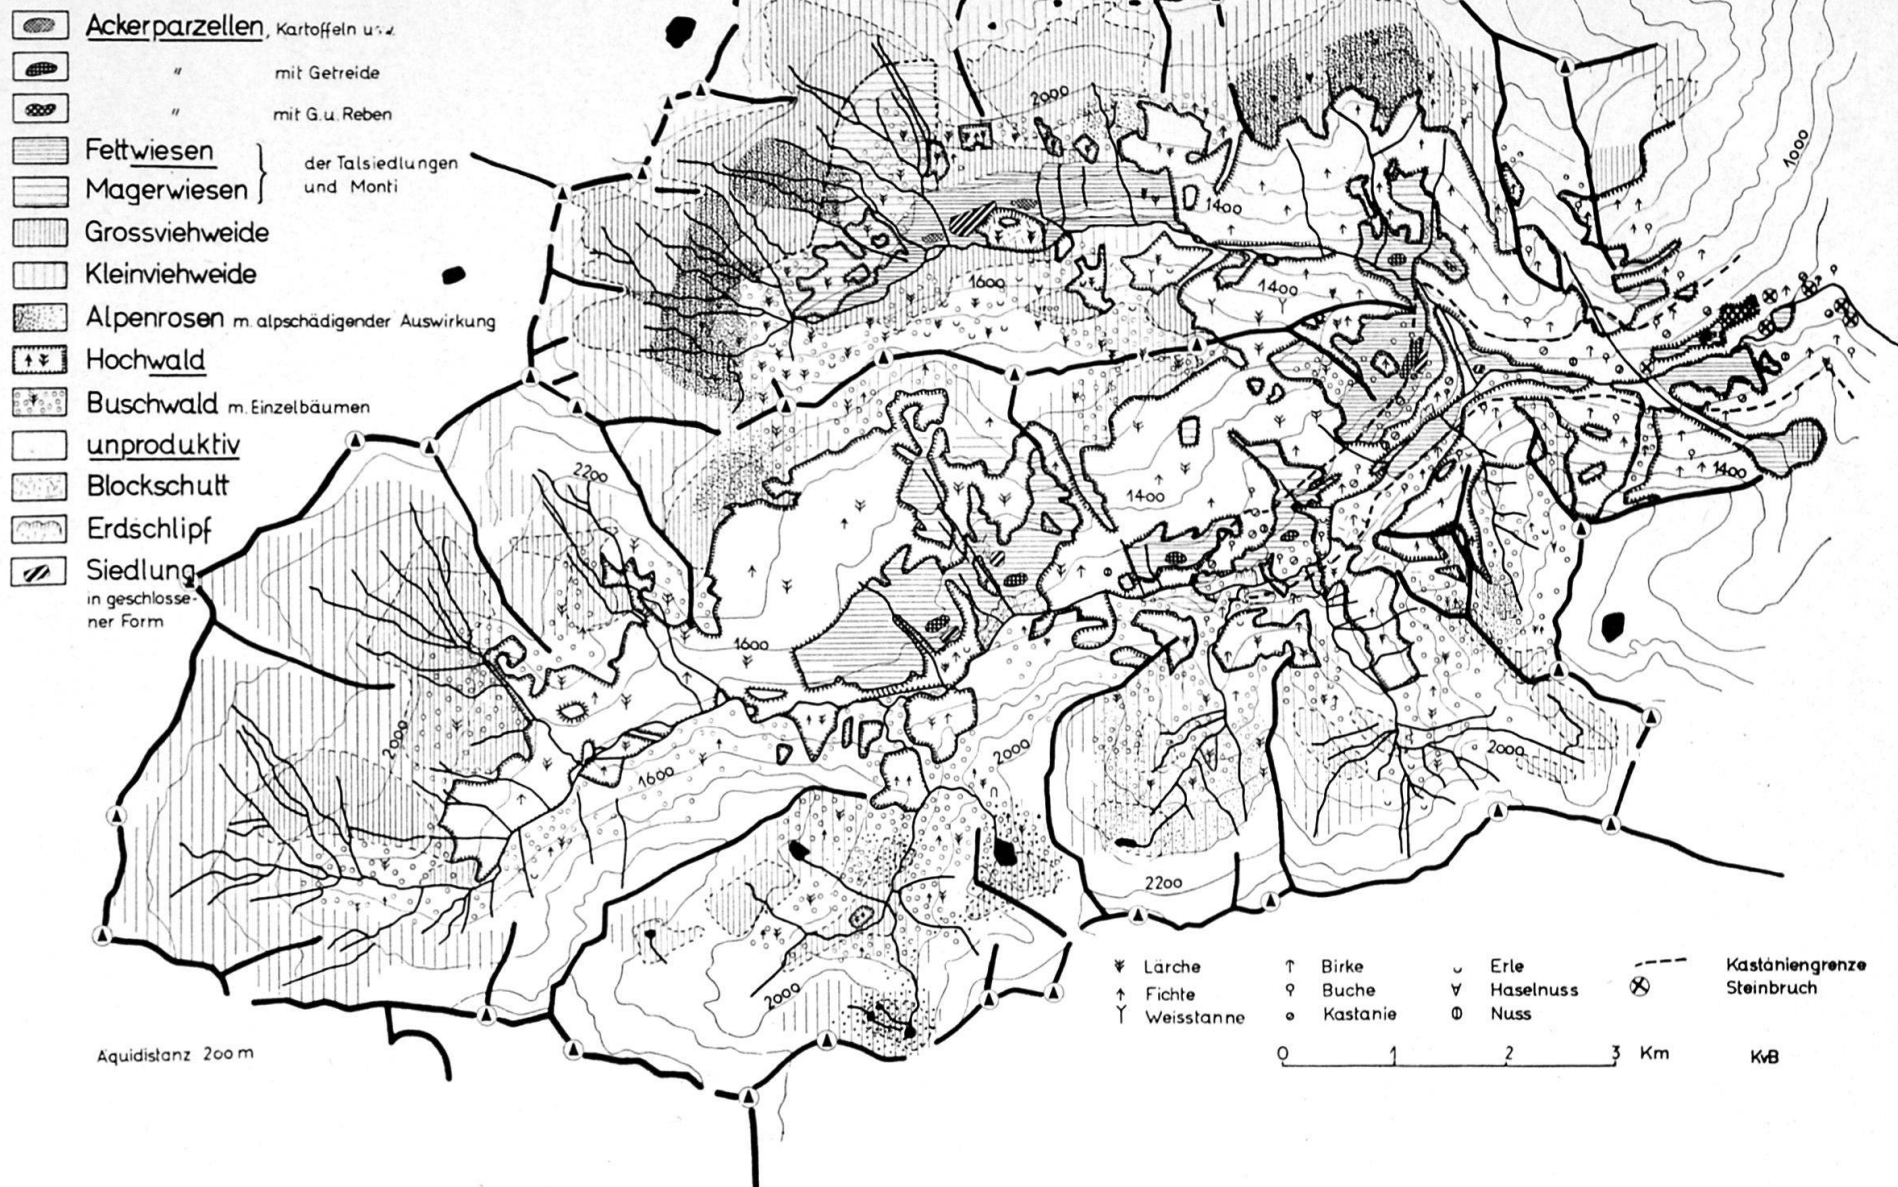 Ackerparzellen, Kartoffeln
" mit Getreide
" mit G.u. Reben
Fettwiesen
Magerwiesen
der Talsiedlungen
und Monti
Grossviehweide
Kleinviehweide
Alpenrosen m. alpschädigender Auswirkung
Hochwald
Buschwald m. Einzelbäumen
unproduktiv
Blockschutt
Erdschlipf
Siedlung
in geschlosse-
ner Form
2000
1000
1400
1600
1400
2200
1400
1400
1600
2000
1600
2000
2000
2200
2000
Lärche
Fichte
Weisstanne
Birke
Buche
Kastanie
Erle
Haselnuss
Nuss
Kastaniengrenze
Steinbruch
Äquidistanz 200 m
0 1 2 3 Km
KvB